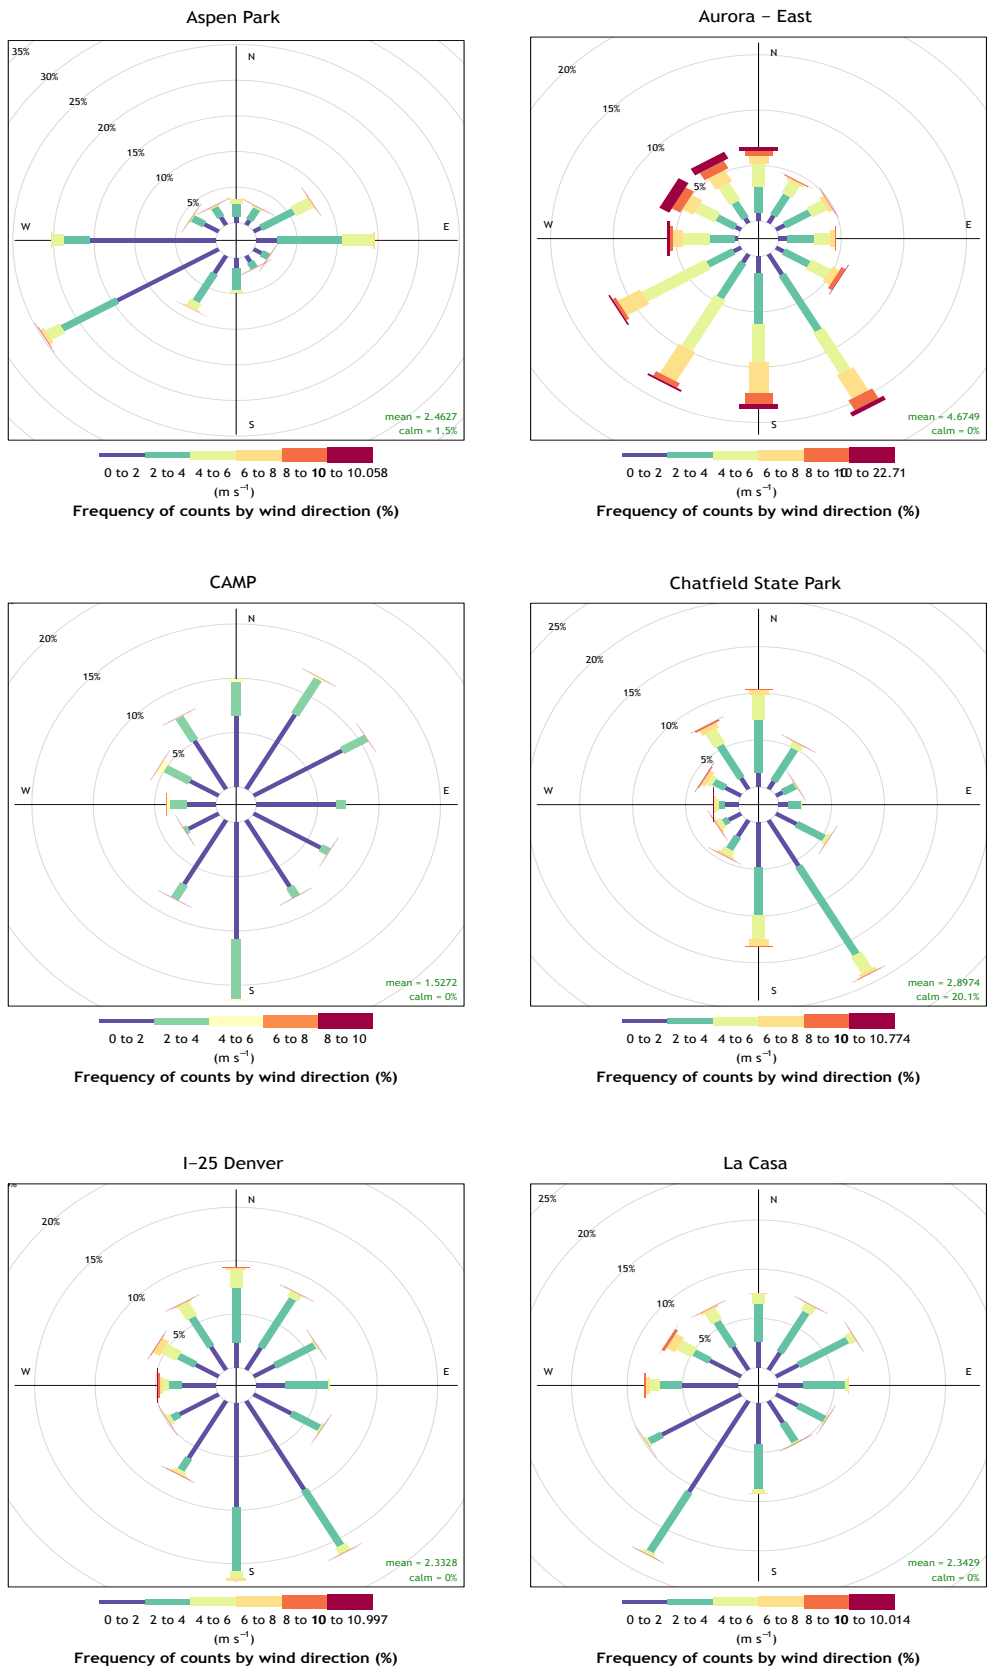 Aspen Park
35%
N
30%
25%
20%
15%
10%
5%
W
E
S
mean = 2.4627
calm = 1.5%
0 to 2 2 to 4 4 to 6 6 to 8 8 to 10 10 to 10.058
(m s⁻¹)
Frequency of counts by wind direction (%)
Aurora − East
N
20%
15%
10%
5%
W
E
S
mean = 4.6749
calm = 0%
0 to 2 2 to 4 4 to 6 6 to 8 8 to 10 10 to 22.71
(m s⁻¹)
Frequency of counts by wind direction (%)
CAMP
N
20%
15%
10%
5%
W
E
S
mean = 1.5272
calm = 0%
0 to 2 2 to 4 4 to 6 6 to 8 8 to 10
(m s⁻¹)
Frequency of counts by wind direction (%)
Chatfield State Park
N
25%
20%
15%
10%
5%
W
E
S
mean = 2.8974
calm = 20.1%
0 to 2 2 to 4 4 to 6 6 to 8 8 to 10 10 to 10.774
(m s⁻¹)
Frequency of counts by wind direction (%)
I−25 Denver
N
20%
15%
10%
5%
W
E
S
mean = 2.3328
calm = 0%
0 to 2 2 to 4 4 to 6 6 to 8 8 to 10 10 to 10.997
(m s⁻¹)
Frequency of counts by wind direction (%)
La Casa
25%
N
20%
15%
10%
5%
W
E
S
mean = 2.3429
calm = 0%
0 to 2 2 to 4 4 to 6 6 to 8 8 to 10 10 to 10.014
(m s⁻¹)
Frequency of counts by wind direction (%)